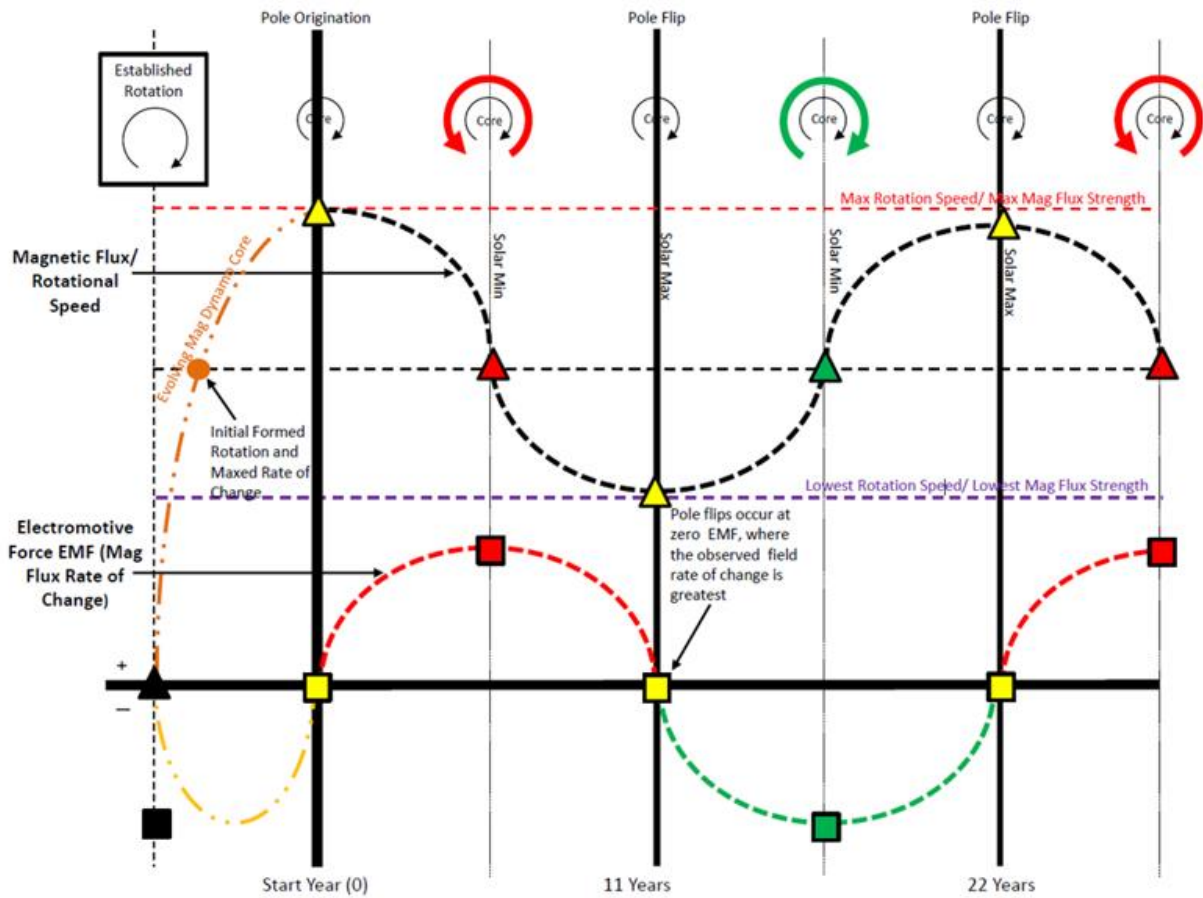 Pole Origination
Pole Flip
Pole Flip
Established
Rotation
Core
Core
Core
Core
Core
Core
Max Rotation Speed/ Max Mag Flux Strength
Magnetic Flux/
Rotational
Speed
Evolving Mag Dynamo Core
Solar Min
Solar Max
Solar Min
Solar Max
Initial Formed
Rotation and
Maxed Rate of
Change
Lowest Rotation Speed/ Lowest Mag Flux Strength
Electromotive
Force EMF (Mag
Flux Rate of
Change)
Pole flips occur at
zero EMF, where
the observed field
rate of change is
greatest
+
−
Start Year (0)
11 Years
22 Years